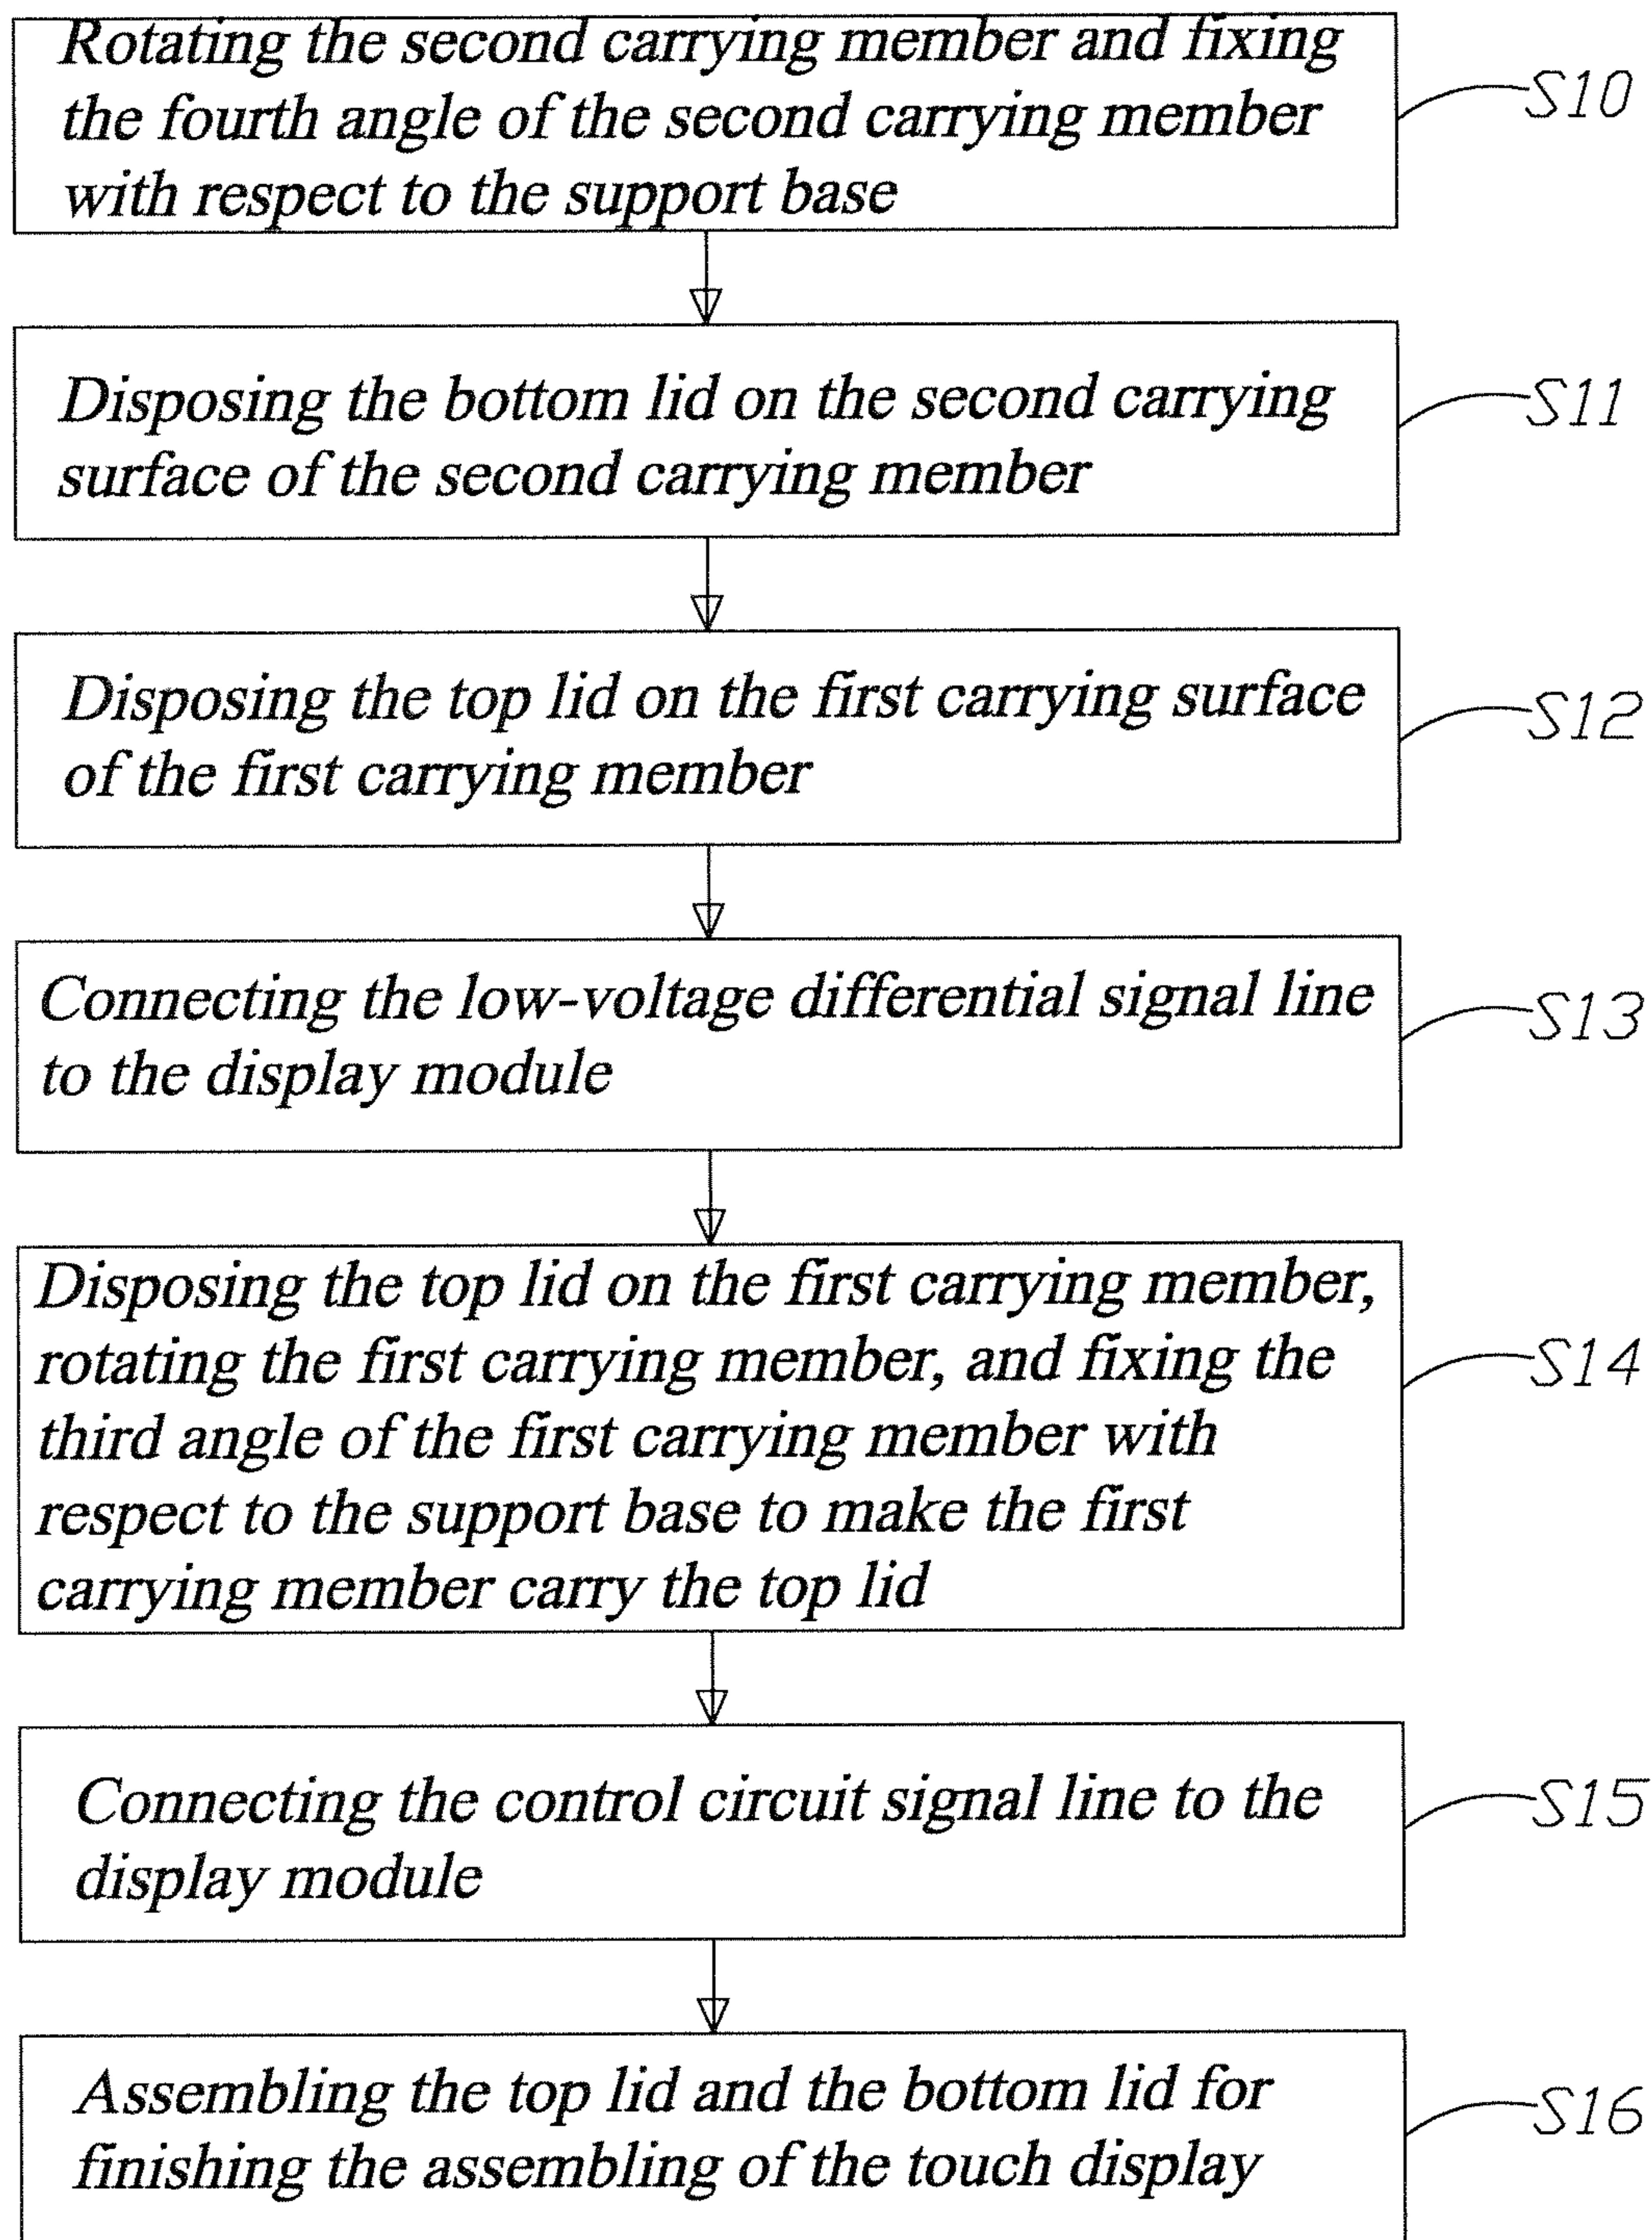 Rotating the second carrying member and fixing
the fourth angle of the second carrying member
with respect to the support base
S10
Disposing the bottom lid on the second carrying
surface of the second carrying member
S11
Disposing the top lid on the first carrying surface
of the first carrying member
S12
Connecting the low-voltage differential signal line
to the display module
S13
Disposing the top lid on the first carrying member,
rotating the first carrying member, and fixing the
third angle of the first carrying member with
respect to the support base to make the first
carrying member carry the top lid
S14
Connecting the control circuit signal line to the
display module
S15
Assembling the top lid and the bottom lid for
finishing the assembling of the touch display
S16